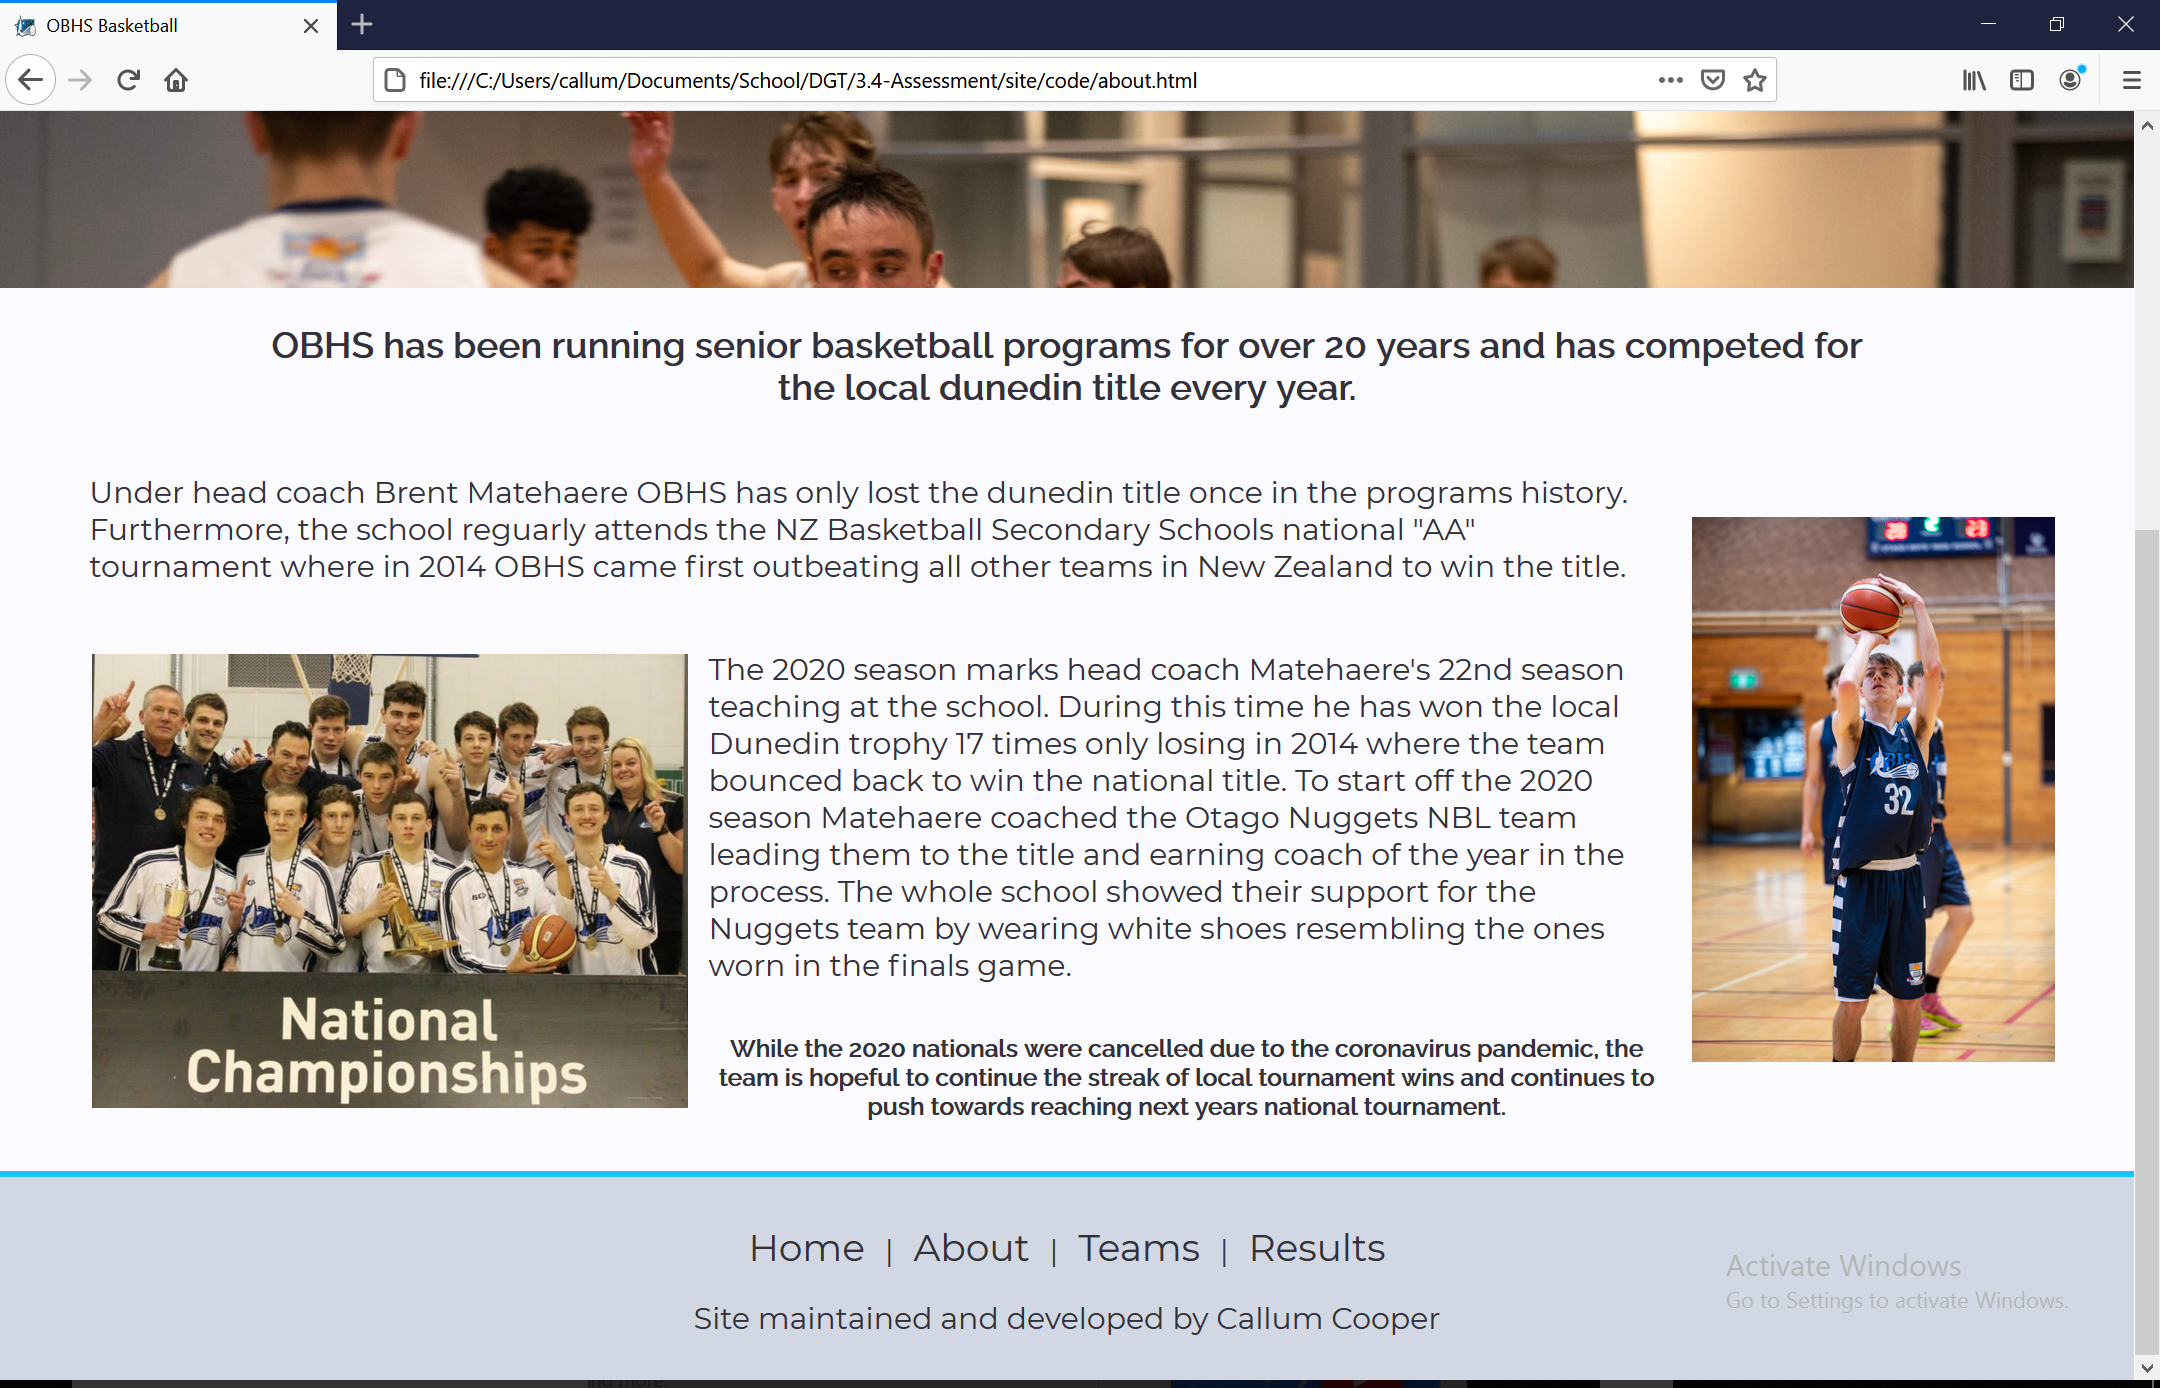 OBHS Basketball
file:///C:/Users/callum/Documents/School/DGT/3.4-Assessment/site/code/about.html
OBHS has been running senior basketball programs for over 20 years and has competed for
the local dunedin title every year.
Under head coach Brent Matehaere OBHS has only lost the dunedin title once in the programs history.
Furthermore, the school reguarly attends the NZ Basketball Secondary Schools national "AA"
tournament where in 2014 OBHS came first outbeating all other teams in New Zealand to win the title.
The 2020 season marks head coach Matehaere's 22nd season
teaching at the school. During this time he has won the local
Dunedin trophy 17 times only losing in 2014 where the team
bounced back to win the national title. To start off the 2020
season Matehaere coached the Otago Nuggets NBL team
leading them to the title and earning coach of the year in the
process. The whole school showed their support for the
Nuggets team by wearing white shoes resembling the ones
worn in the finals game.
National
Championships
OBHS
32
While the 2020 nationals were cancelled due to the coronavirus pandemic, the
team is hopeful to continue the streak of local tournament wins and continues to
push towards reaching next years national tournament.
Home | About | Teams | Results
Site maintained and developed by Callum Cooper
Activate Windows
Go to Settings to activate Windows.